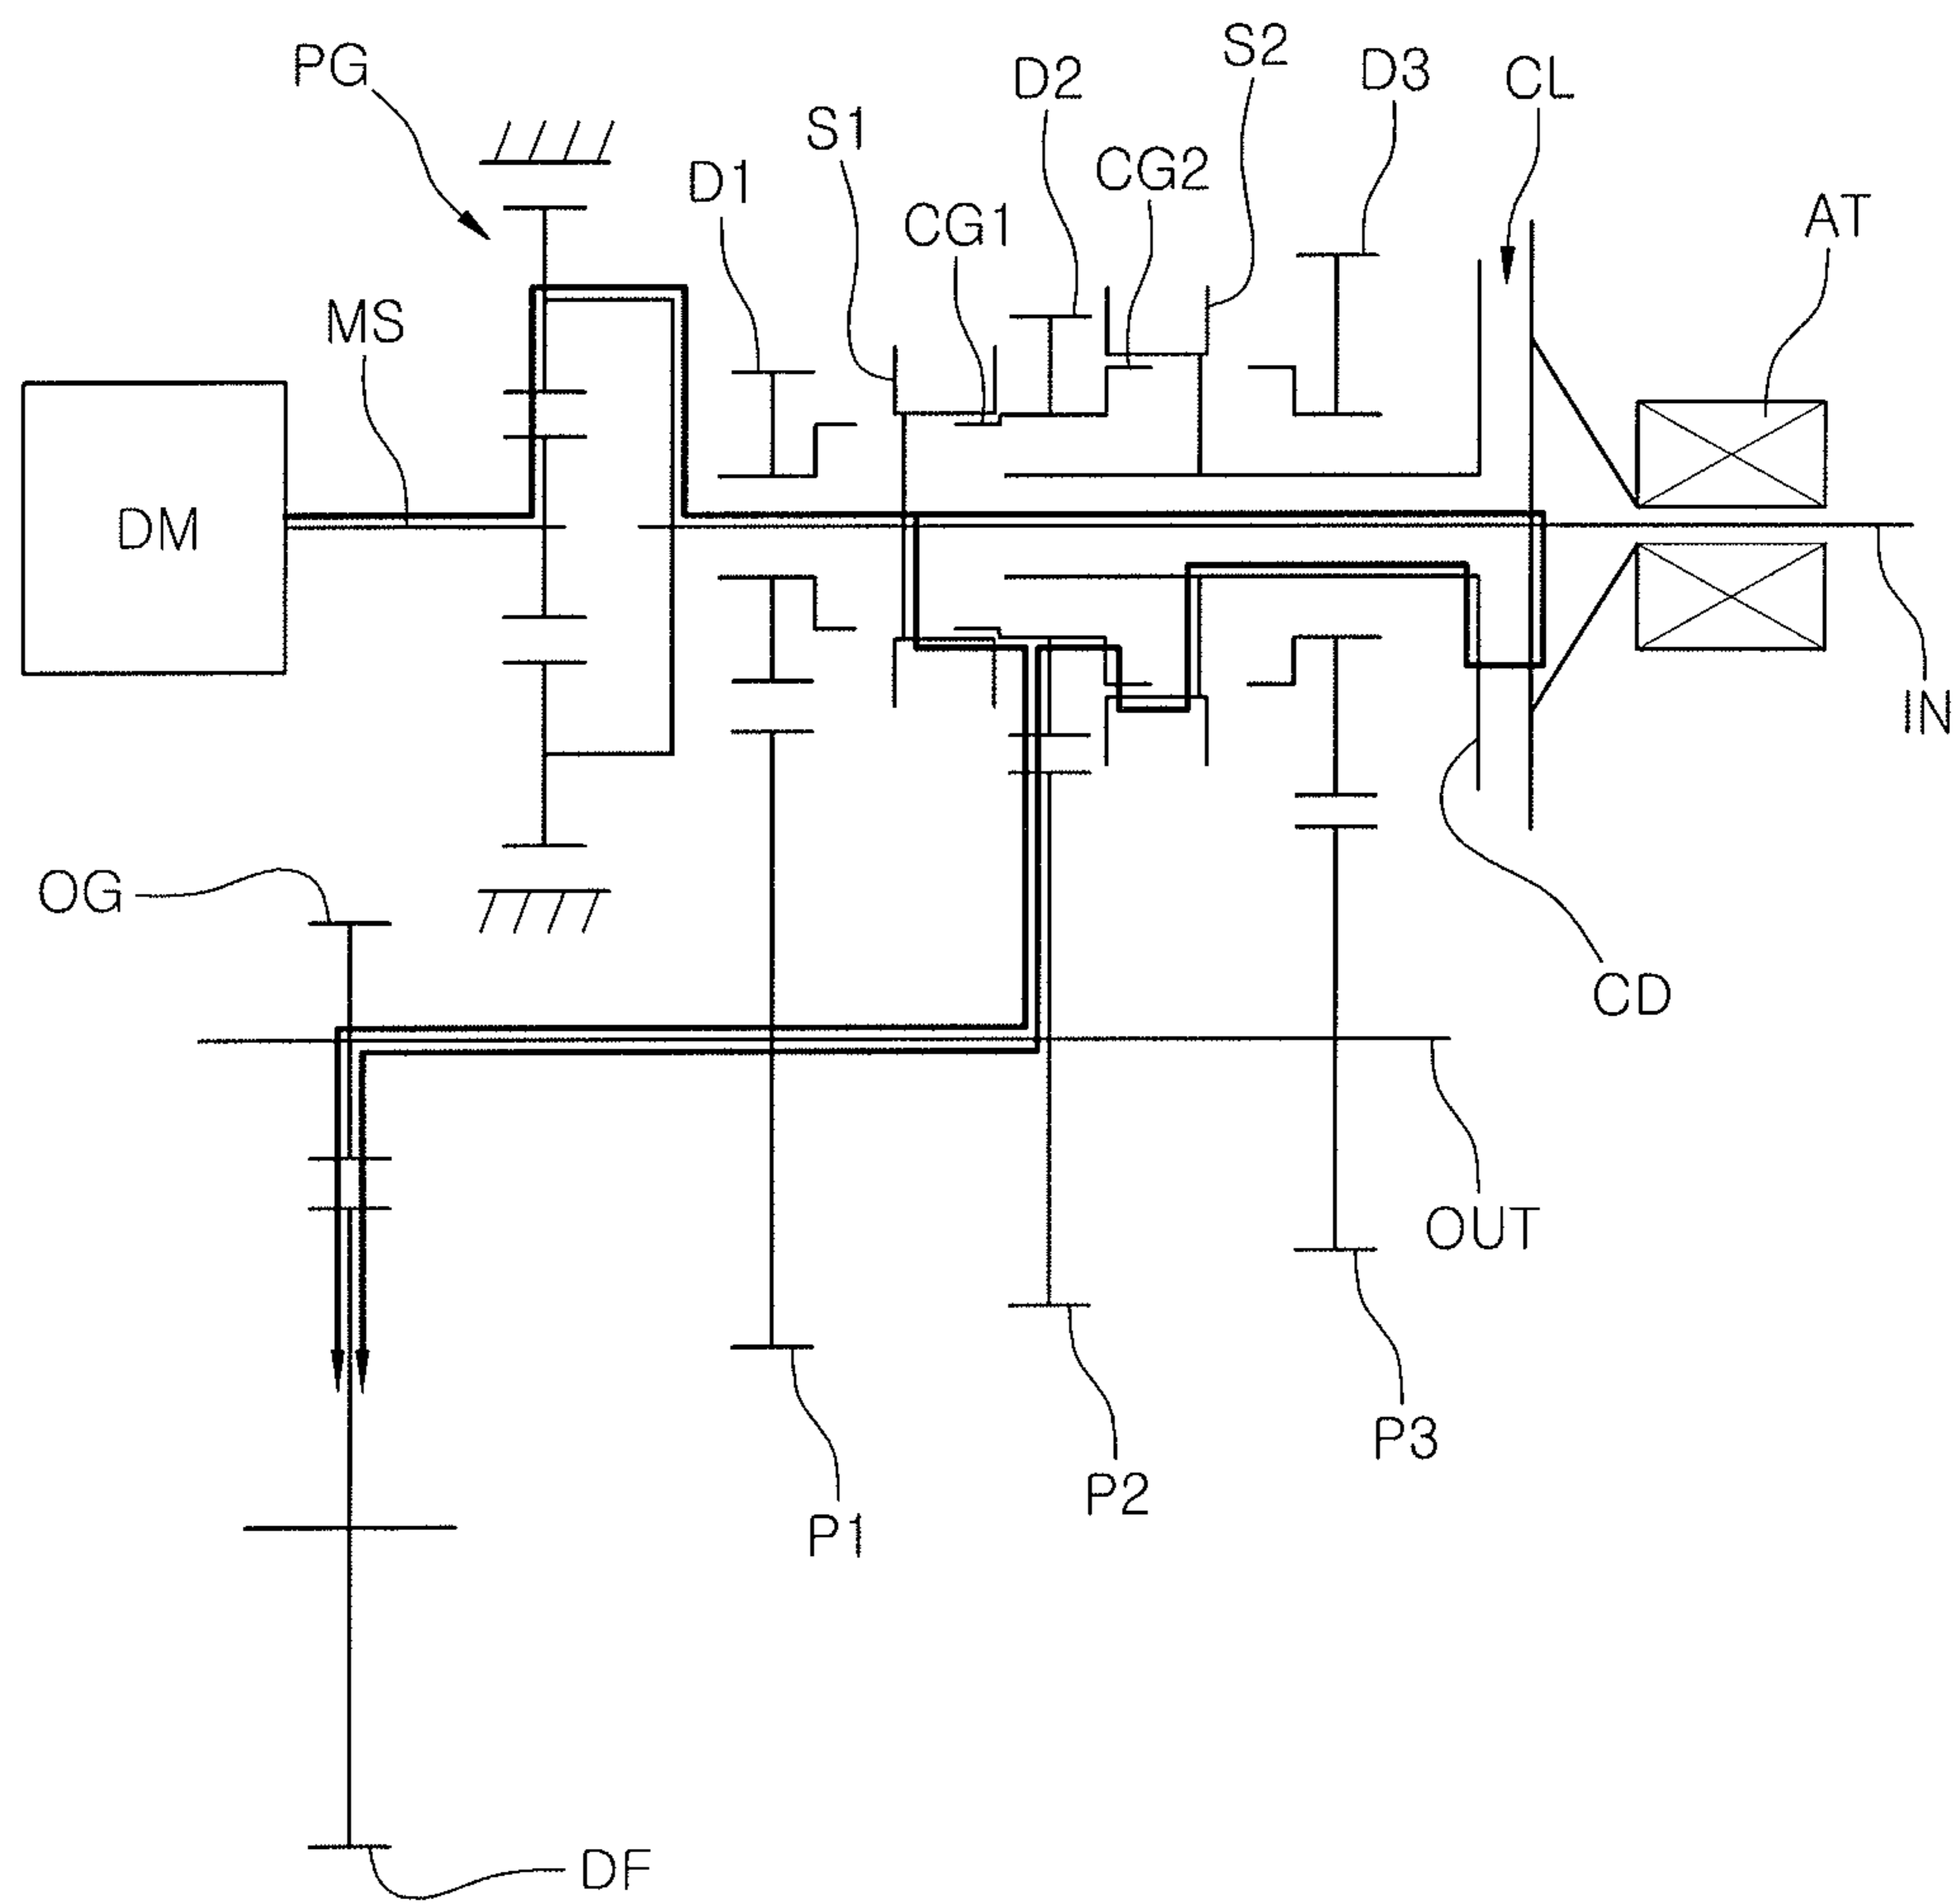 PG
S2
D2
D3
CL
S1
D1
CG2
CG1
AT
MS
DM
IN
OG
CD
OUT
P3
P2
P1
DF